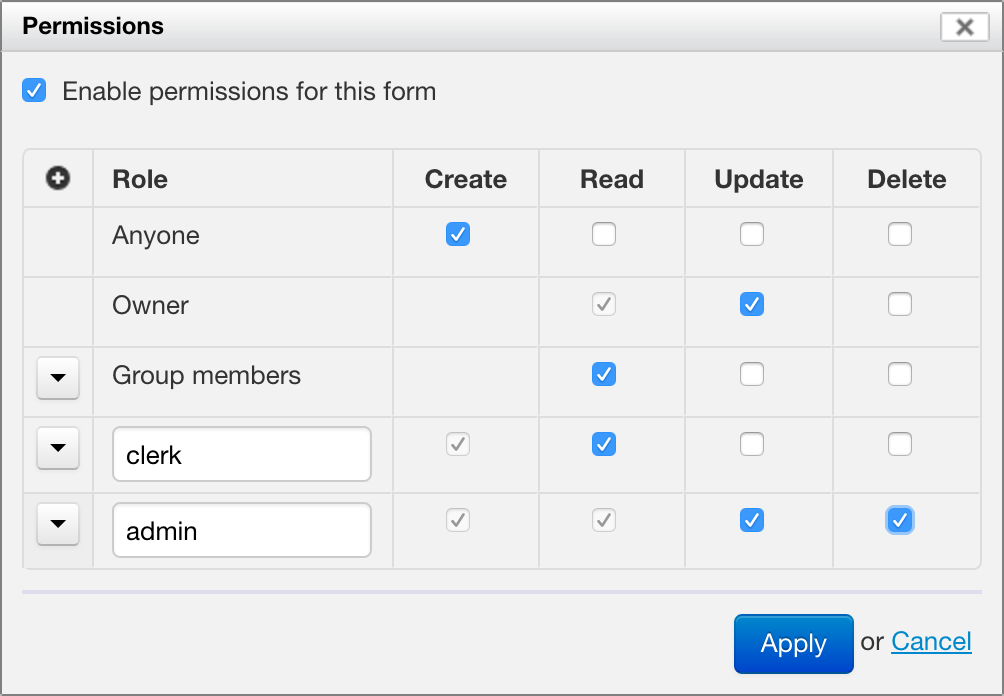 Permissions
Enable permissions for this form
Role Create Read Update Delete
Anyone
Owner
Group members
clerk
admin
Apply or Cancel